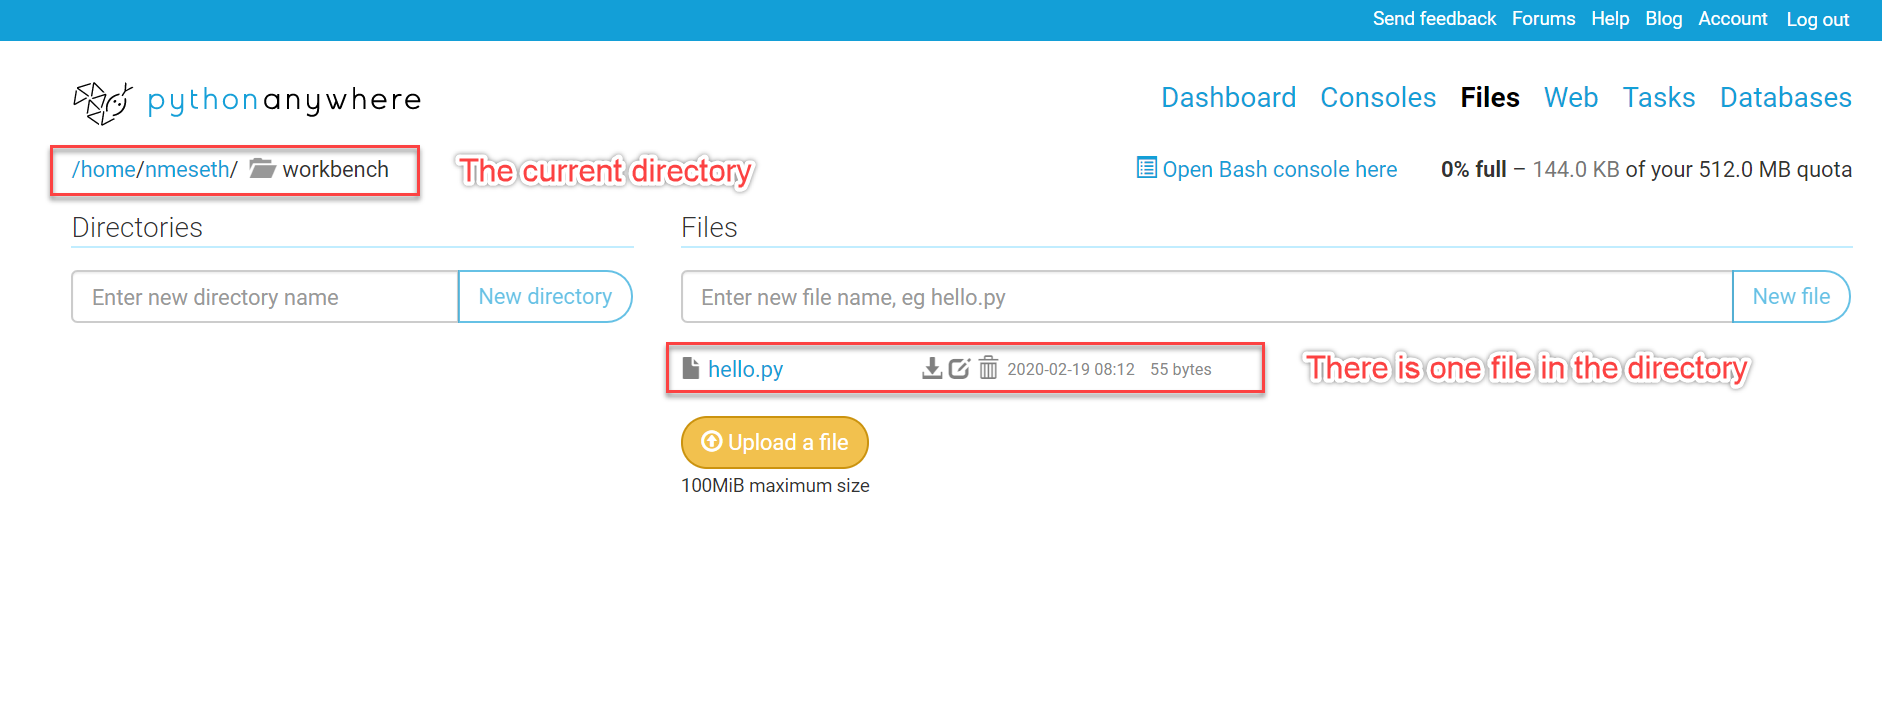 Send feedback Forums Help Blog Account Log out
pythonanywhere
Dashboard Consoles Files Web Tasks Databases
/home/nmeseth/ workbench
The current directory
Open Bash console here
0% full – 144.0 KB of your 512.0 MB quota
Directories
Files
Enter new directory name
New directory
Enter new file name, eg hello.py
New file
hello.py
2020-02-19 08:12 55 bytes
There is one file in the directory
Upload a file
100MiB maximum size